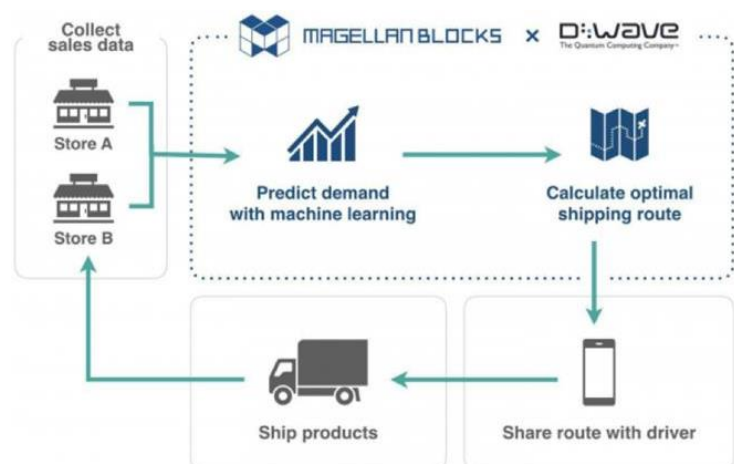 Collect
sales data
MAGELLAN BLOCKS x D:WAVE
The Quantum Computing Company™
Store A
Store B
Predict demand
with machine learning
Calculate optimal
shipping route
Ship products
Share route with driver